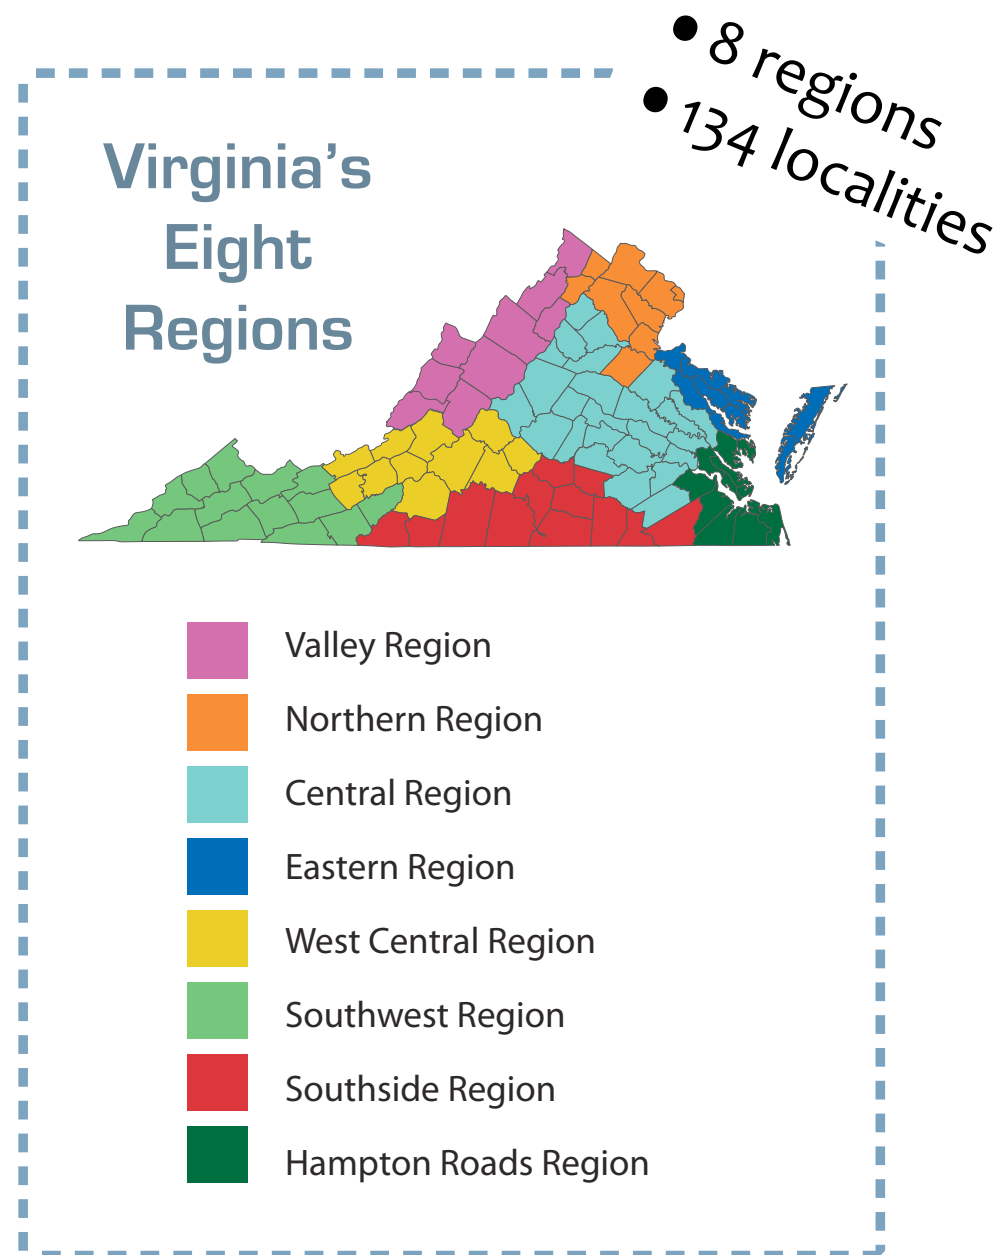 • 8 regions
• 134 localities
Virginia’s
Eight
Regions
Valley Region
Northern Region
Central Region
Eastern Region
West Central Region
Southwest Region
Southside Region
Hampton Roads Region